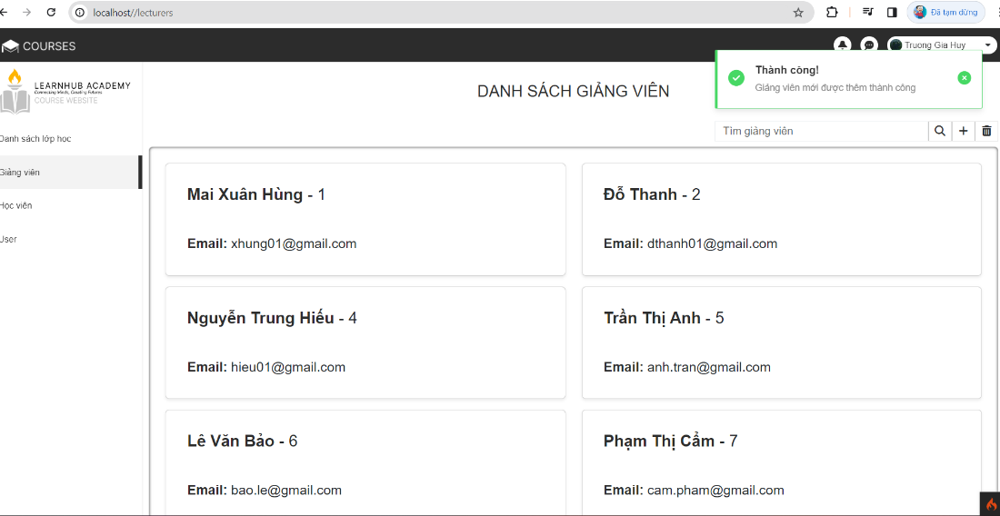 localhost//lecturers
Đã tạm dừng
COURSES
Truong Gia Huy
LEARNHUB ACADEMY
Connecting Minds, Creating Futures
COURSE WEBSITE
DANH SÁCH GIẢNG VIÊN
Thành công!
Giảng viên mới được thêm thành công
Tìm giảng viên
Danh sách lớp học
Giảng viên
Học viên
User
Mai Xuân Hùng - 1
Email: xhung01@gmail.com
Đỗ Thanh - 2
Email: dthanh01@gmail.com
Nguyễn Trung Hiếu - 4
Email: hieu01@gmail.com
Trần Thị Anh - 5
Email: anh.tran@gmail.com
Lê Văn Bảo - 6
Email: bao.le@gmail.com
Phạm Thị Cẩm - 7
Email: cam.pham@gmail.com